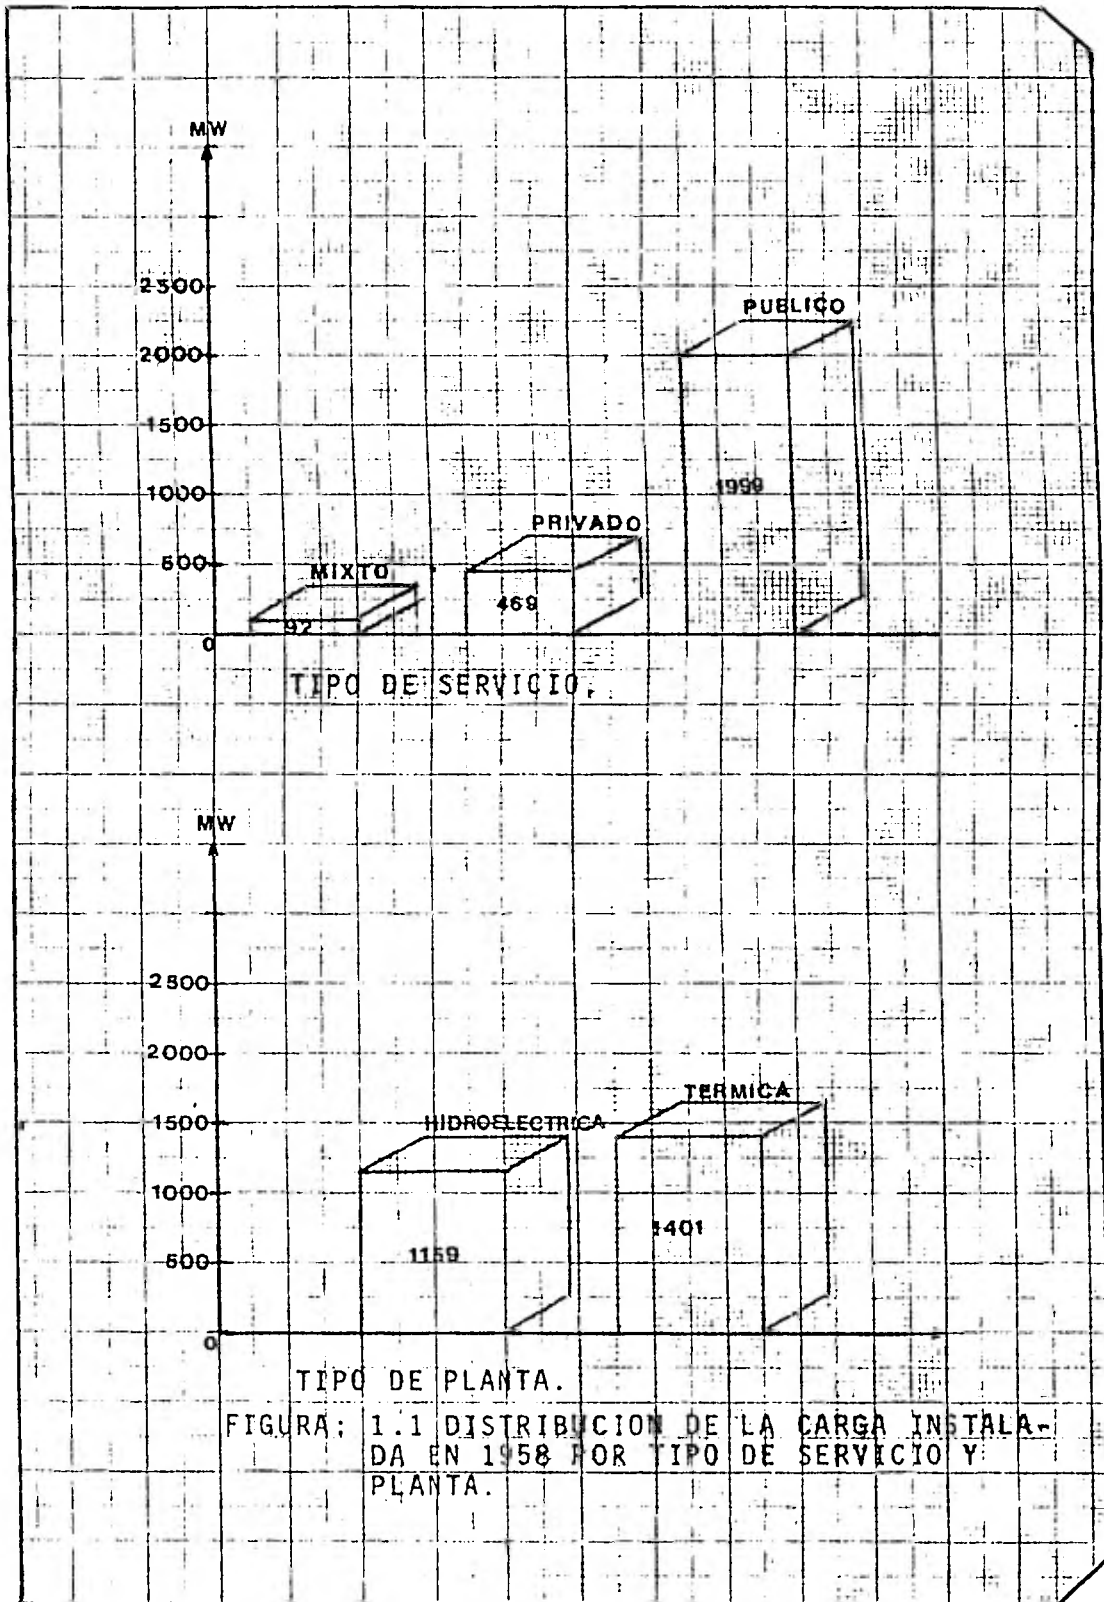 MW
2500
2000
1500
1000
500
0
PUBLICO
1999
PRIVADO
469
MIXTO
92
TIPO DE SERVICIO.
MW
2500
2000
1500
1000
500
0
TERMICA
1401
HIDROELECTRICA
1159
TIPO DE PLANTA.
FIGURA: 1.1 DISTRIBUCION DE LA CARGA INSTALA-
DA EN 1958 POR TIPO DE SERVICIO Y
PLANTA.